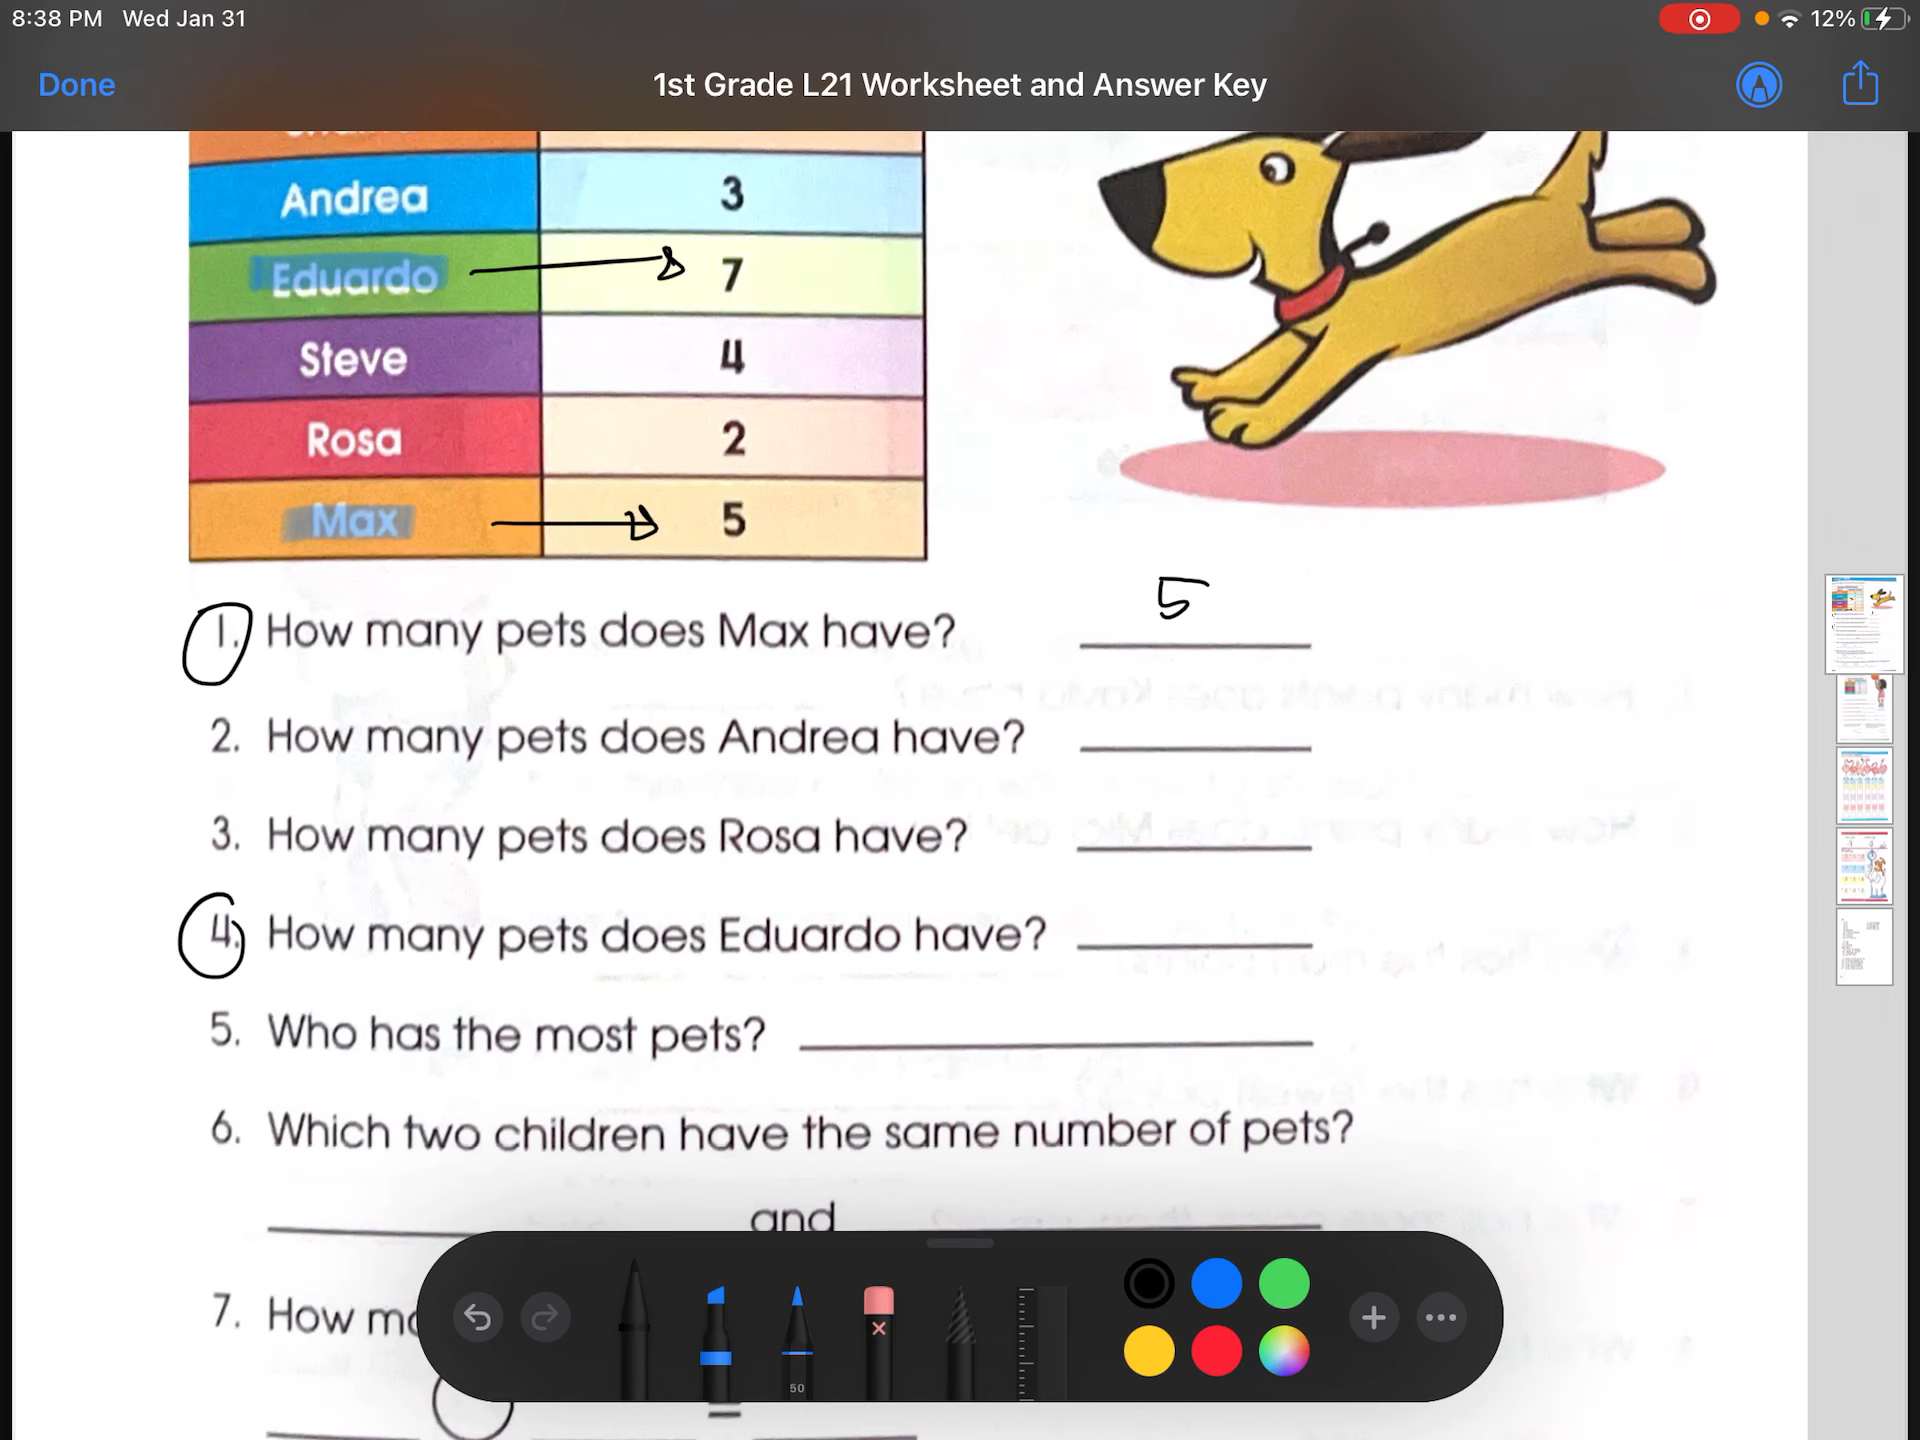 8:38 PM Wed Jan 31
12%
Done
1st Grade L21 Worksheet and Answer Key
Andrea 3
Eduardo 7
Steve 4
Rosa 2
Max 5
1. How many pets does Max have? 5
2. How many pets does Andrea have?
3. How many pets does Rosa have?
4. How many pets does Eduardo have?
5. Who has the most pets?
6. Which two children have the same number of pets?
and
7. How
50